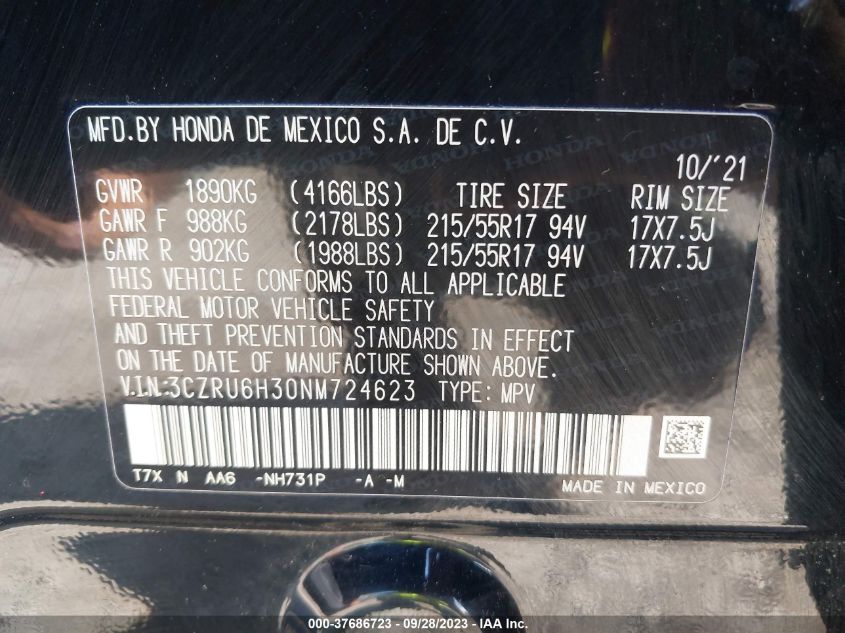 MFD.BY HONDA DE MEXICO S.A. DE C.V.
10/'21
GVWR 1890KG (4166LBS) TIRE SIZE RIM SIZE
GAWR F 988KG (2178LBS) 215/55R17 94V 17X7.5J
GAWR R 902KG (1988LBS) 215/55R17 94V 17X7.5J
THIS VEHICLE CONFORMS TO ALL APPLICABLE
FEDERAL MOTOR VEHICLE SAFETY
AND THEFT PREVENTION STANDARDS IN EFFECT
ON THE DATE OF MANUFACTURE SHOWN ABOVE.
V.I.N:3CZRU6H30NM724623 TYPE: MPV
T7X N AA6 -NH731P -A -M
MADE IN MEXICO
000-37686723 - 09/28/2023 - IAA Inc.